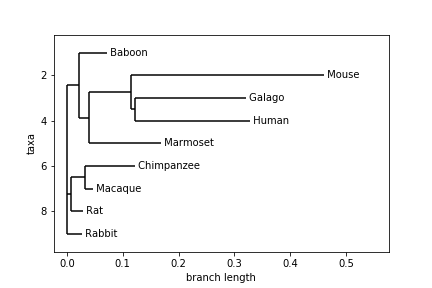 Baboon
2 Mouse
Galago
4 Human
Marmoset
taxa
6 Chimpanzee
Macaque
8 Rat
Rabbit
0.0 0.1 0.2 0.3 0.4 0.5
branch length